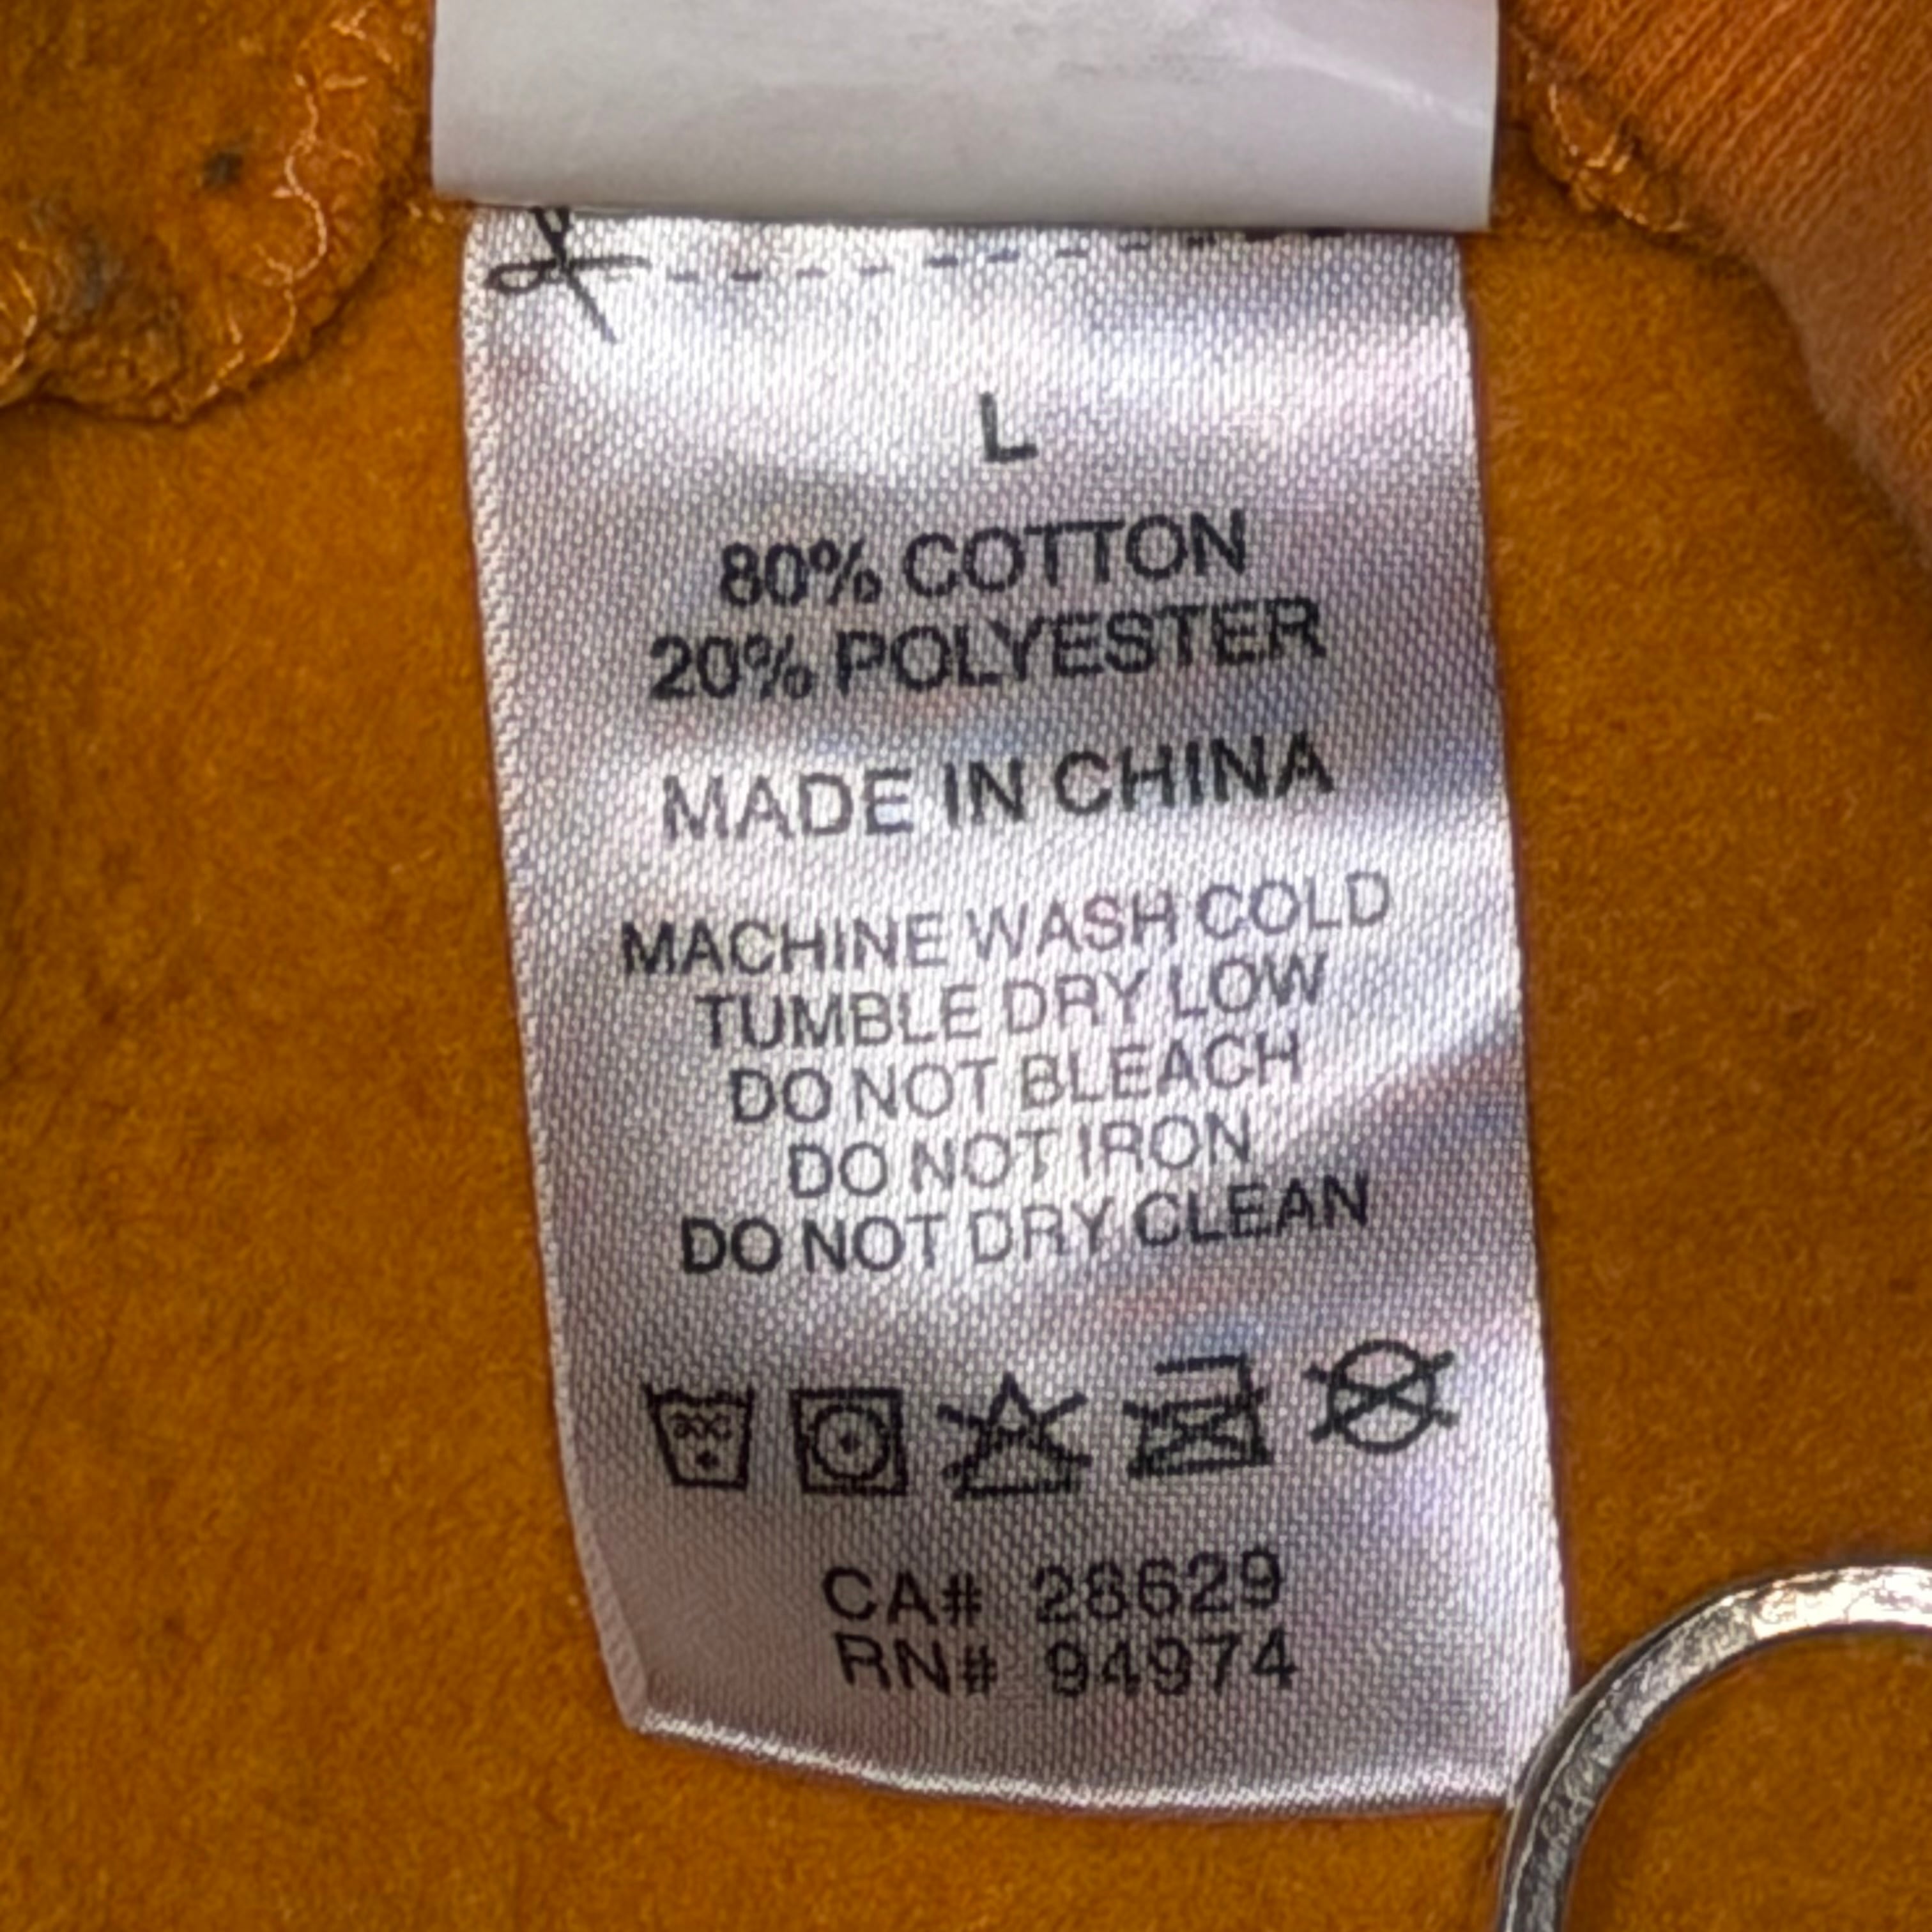 L
80% COTTON
20% POLYESTER
MADE IN CHINA
MACHINE WASH COLD
TUMBLE DRY LOW
DO NOT BLEACH
DO NOT IRON
DO NOT DRY CLEAN
CA# 28629
RN# 94974